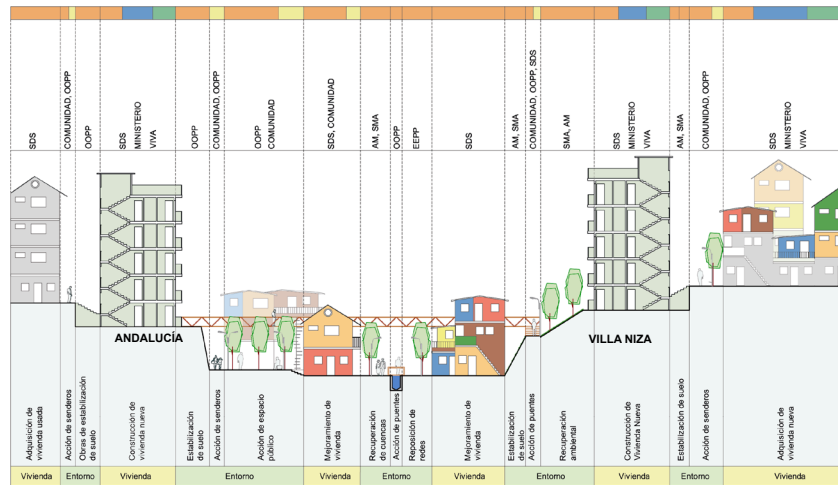 SDS
COMUNIDAD, OOPP
OOPP
SDS
MINISTERIO
VIVA
OOPP
COMUNIDAD, OOPP
OOPP
COMUNIDAD
SDS, COMUNIDAD
AM, SMA
OOPP
EEPP
SDS
AM, SMA
COMUNIDAD, OOPP, SDS
SMA, AM
SDS
MINISTERIO
VIVA
AM, SMA
COMUNIDAD, OOPP
SDS
MINISTERIO
VIVA
ANDALUCÍA
VILLA NIZA
Adquisición de
vivienda usada
Acción de senderos
Obras de estabilización
de suelo
Construcción de
vivienda nueva
Estabilización
de suelo
Acción de senderos
Acción de espacio
público
Mejoramiento de
vivienda
Recuperación
de cuencas
Acción de puentes
Reposición de
redes
Mejoramiento de
vivienda
Estabilización
de suelo
Acción de puentes
Recuperación
ambiental
Construcción de
Vivienda Nueva
Estabilización de suelo
Acción de senderos
Adquisición de
vivienda nueva
Vivienda
Entorno
Vivienda
Entorno
Vivienda
Entorno
Vivienda
Entorno
Vivienda
Entorno
Vivienda